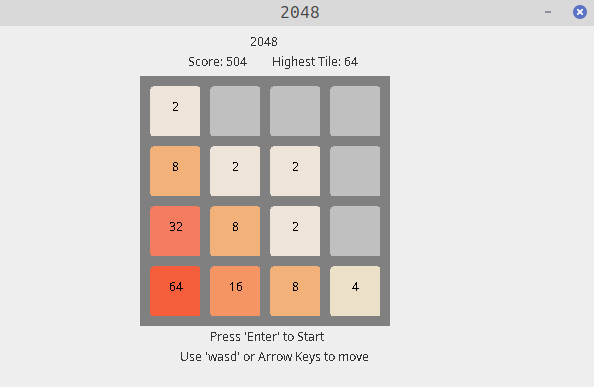 2048
2048
Score: 504 Highest Tile: 64
2
8 2 2
32 8 2
64 16 8 4
Press 'Enter' to Start
Use 'wasd' or Arrow Keys to move